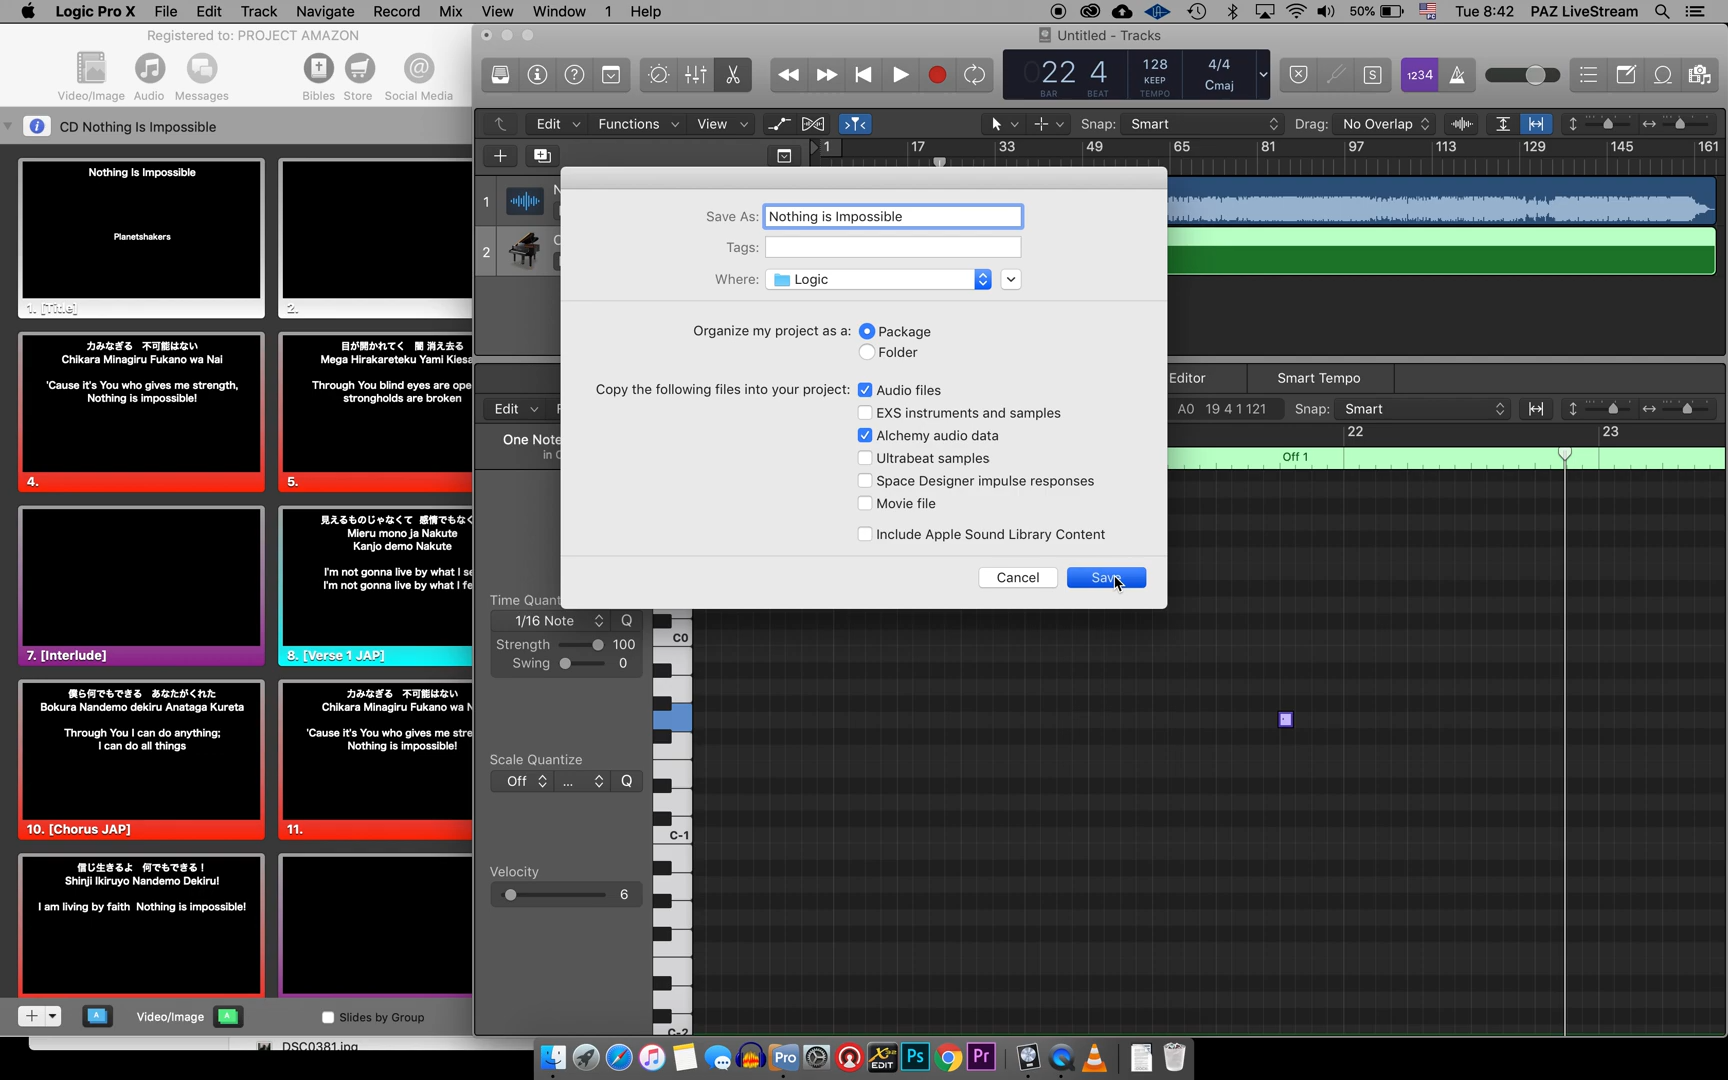 Logic Pro X File Edit Track Navigate Record Mix View Window 1 Help
50% Tue 8:42 PAZ LiveStream
Registered to: PROJECT AMAZON
Video/Image Audio Messages Bibles Store Social Media
CD Nothing Is Impossible
Nothing Is Impossible
Planetshakers
1. [Title]
2.
力みなぎる 不可能はない
Chikara Minagiru Fukano wa Nai
'Cause it's You who gives me strength,
Nothing is impossible!
4.
目が開かれてく 闇 消え去る
Mega Hirakareteku Yami Kiesa
Through You blind eyes are ope
strongholds are broken
5.
7. [Interlude]
見えるものじゃなくて 感情でもなく
Mieru mono ja Nakute
Kanjo demo Nakute
I'm not gonna live by what I se
I'm not gonna live by what I fe
8. [Verse 1 JAP]
僕ら何でもできる あなたがくれた
Bokura Nandemo dekiru Anataga Kureta
Through You I can do anything;
I can do all things
10. [Chorus JAP]
力みなぎる 不可能はない
Chikara Minagiru Fukano wa N
'Cause it's You who gives me stre
Nothing is impossible!
11.
信じ生きるよ 何でもできる！
Shinji Ikiruyo Nandemo Dekiru!
I am living by faith Nothing is impossible!
Video/Image
Slides by Group
DSC0381.jpg
Untitled - Tracks
22 4
BAR BEAT
128
KEEP
TEMPO
4/4
Cmaj
S
1234
Edit Functions View
Snap: Smart
Drag: No Overlap
1 17 33 49 65 81 97 113 129 145 161
1
2
Save As: Nothing is Impossible
Tags:
Where: Logic
Organize my project as a: Package
Folder
Copy the following files into your project: Audio files
EXS instruments and samples
Alchemy audio data
Ultrabeat samples
Space Designer impulse responses
Movie file
Include Apple Sound Library Content
Cancel
Save
Editor
Smart Tempo
Edit
A0 19 4 1 121
Snap: Smart
22 23
One Note
in C
Off 1
Time Quant
1/16 Note Q
Strength 100
Swing 0
Scale Quantize
Off ... Q
Velocity
6
C0
C-1
C-2
Pro
EDIT
Ps
Pr